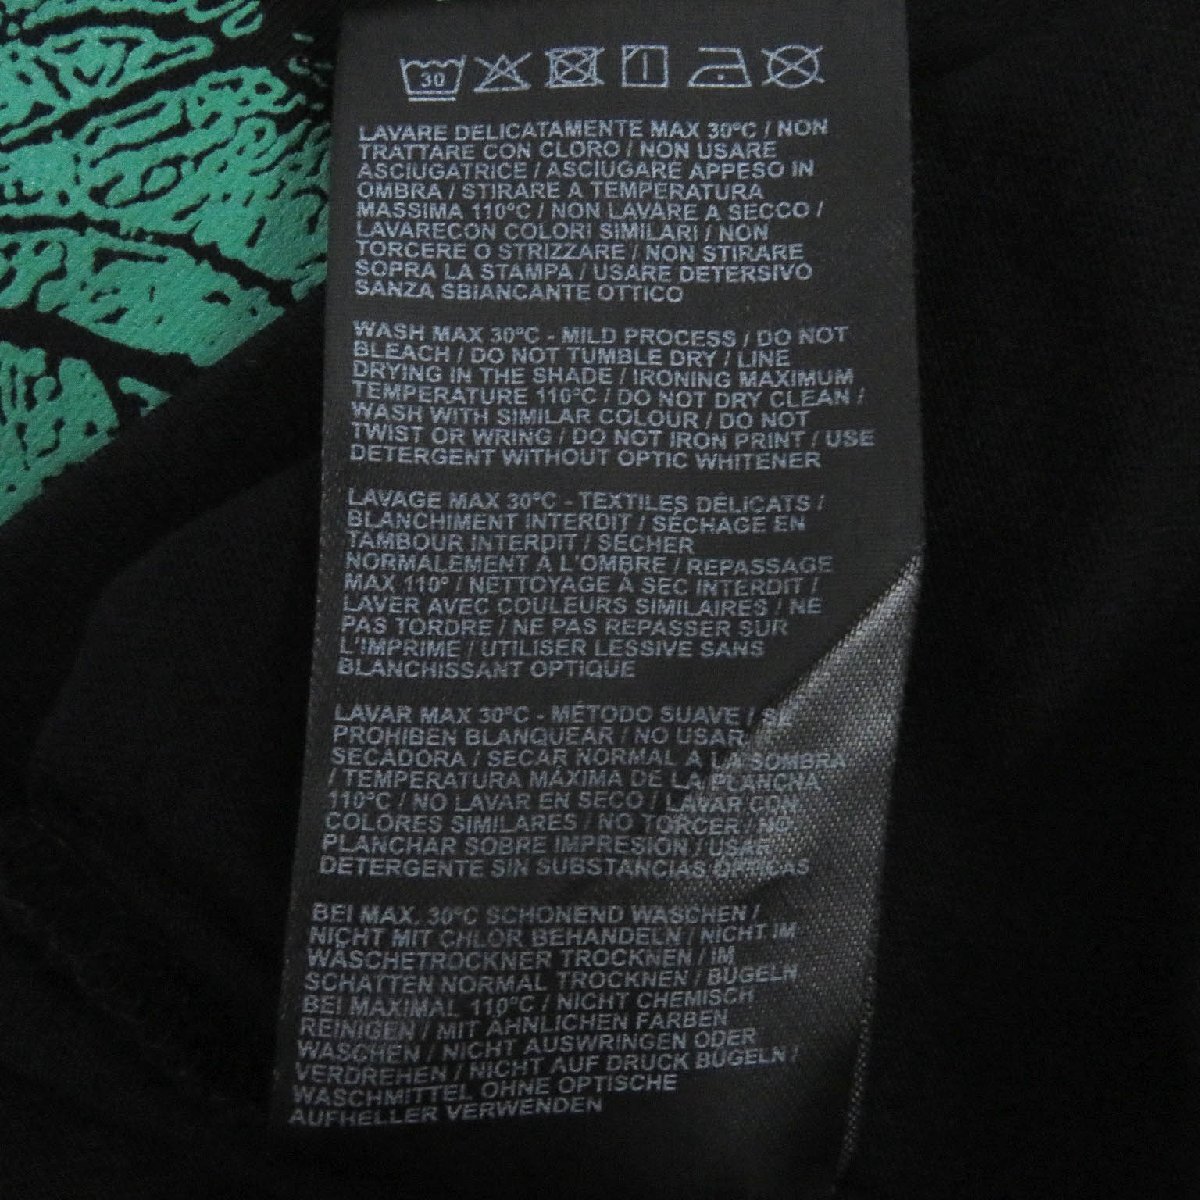 30
LAVARE DELICATAMENTE MAX 30°C / NON
TRATTARE CON CLORO / NON USARE
ASCIUGATRICE / ASCIUGARE APPESO IN
OMBRA / STIRARE A TEMPERATURA
MASSIMA 110°C / NON LAVARE A SECCO /
LAVARECON COLORI SIMILARI / NON
TORCERE O STRIZZARE / NON STIRARE
SOPRA LA STAMPA / USARE DETERSIVO
SANZA SBIANCANTE OTTICO
WASH MAX 30°C - MILD PROCESS / DO NOT
BLEACH / DO NOT TUMBLE DRY / LINE
DRYING IN THE SHADE / IRONING MAXIMUM
TEMPERATURE 110°C / DO NOT DRY CLEAN /
WASH WITH SIMILAR COLOUR / DO NOT
TWIST OR WRING / DO NOT IRON PRINT / USE
DETERGENT WITHOUT OPTIC WHITENER
LAVAGE MAX 30°C - TEXTILES DÉLICATS /
BLANCHIMENT INTERDIT / SÉCHAGE EN
TAMBOUR INTERDIT / SÉCHER
NORMALEMENT À L'OMBRE / REPASSAGE
MAX 110° / NETTOYAGE À SEC INTERDIT /
LAVER AVEC COULEURS SIMILAIRES / NE
PAS TORDRE / NE PAS REPASSER SUR
L'IMPRIME / UTILISER LESSIVE SANS
BLANCHISSANT OPTIQUE
LAVAR MAX 30°C - MÉTODO SUAVE / SE
PROHIBEN BLANQUEAR / NO USAR
SECADORA / SECAR NORMAL A LA SOMBRA
/ TEMPERATURA MÁXIMA DE LA PLANCHA
110°C / NO LAVAR EN SECO / LAVAR CON
COLORES SIMILARES / NO TORCER / NO
PLANCHAR SOBRE IMPRESIÓN / USAR
DETERGENTE SIN SUBSTANCIAS ÓPTICAS
BEI MAX. 30°C SCHONEND WASCHEN /
NICHT MIT CHLOR BEHANDELN / NICHT IM
WÄSCHETROCKNER TROCKNEN / IM
SCHATTEN NORMAL TROCKNEN / BÜGELN
BEI MAXIMAL 110°C / NICHT CHEMISCH
REINIGEN / MIT ÄHNLICHEN FARBEN
WASCHEN / NICHT AUSWRINGEN ODER
VERDREHEN / NICHT AUF DRUCK BÜGELN /
WASCHMITTEL OHNE OPTISCHE
AUFHELLER VERWENDEN